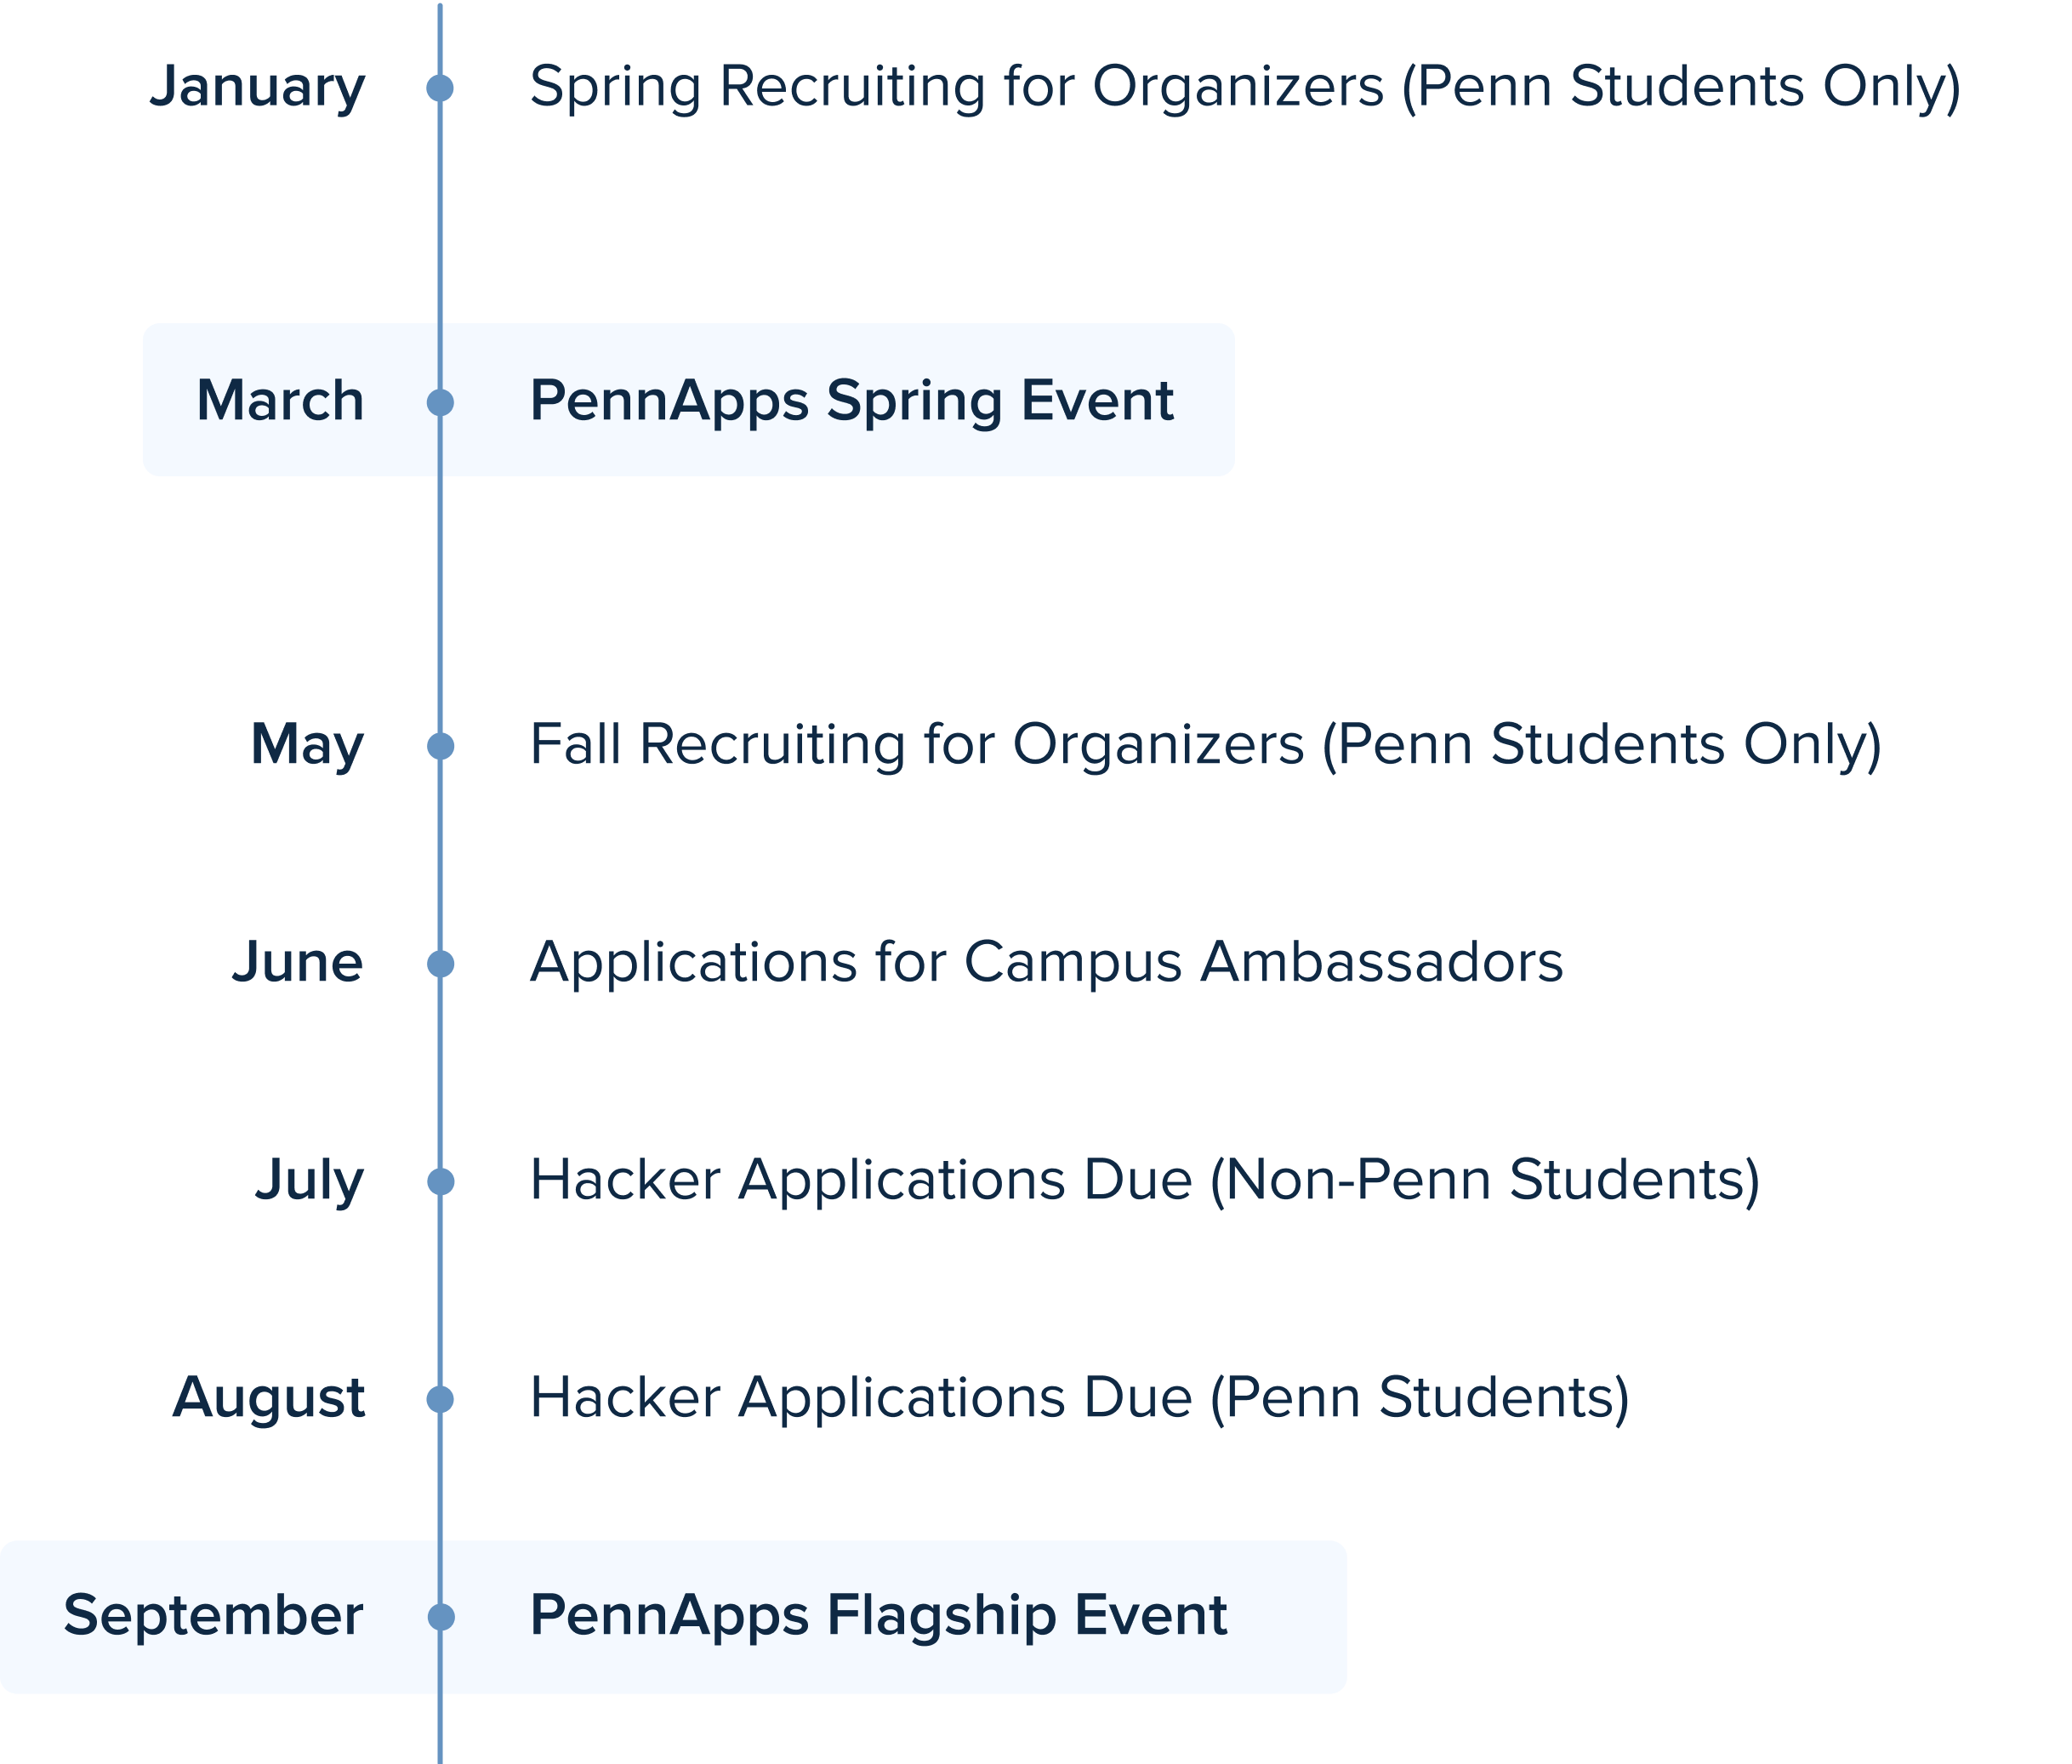 January Spring Recruiting for Organizers (Penn Students Only)
March PennApps Spring Event
May Fall Recruiting for Organizers(Penn Students Only)
June Applications for Campus Ambassadors
July Hacker Applications Due (Non-Penn Students)
August Hacker Applications Due (Penn Students)
September PennApps Flagship Event